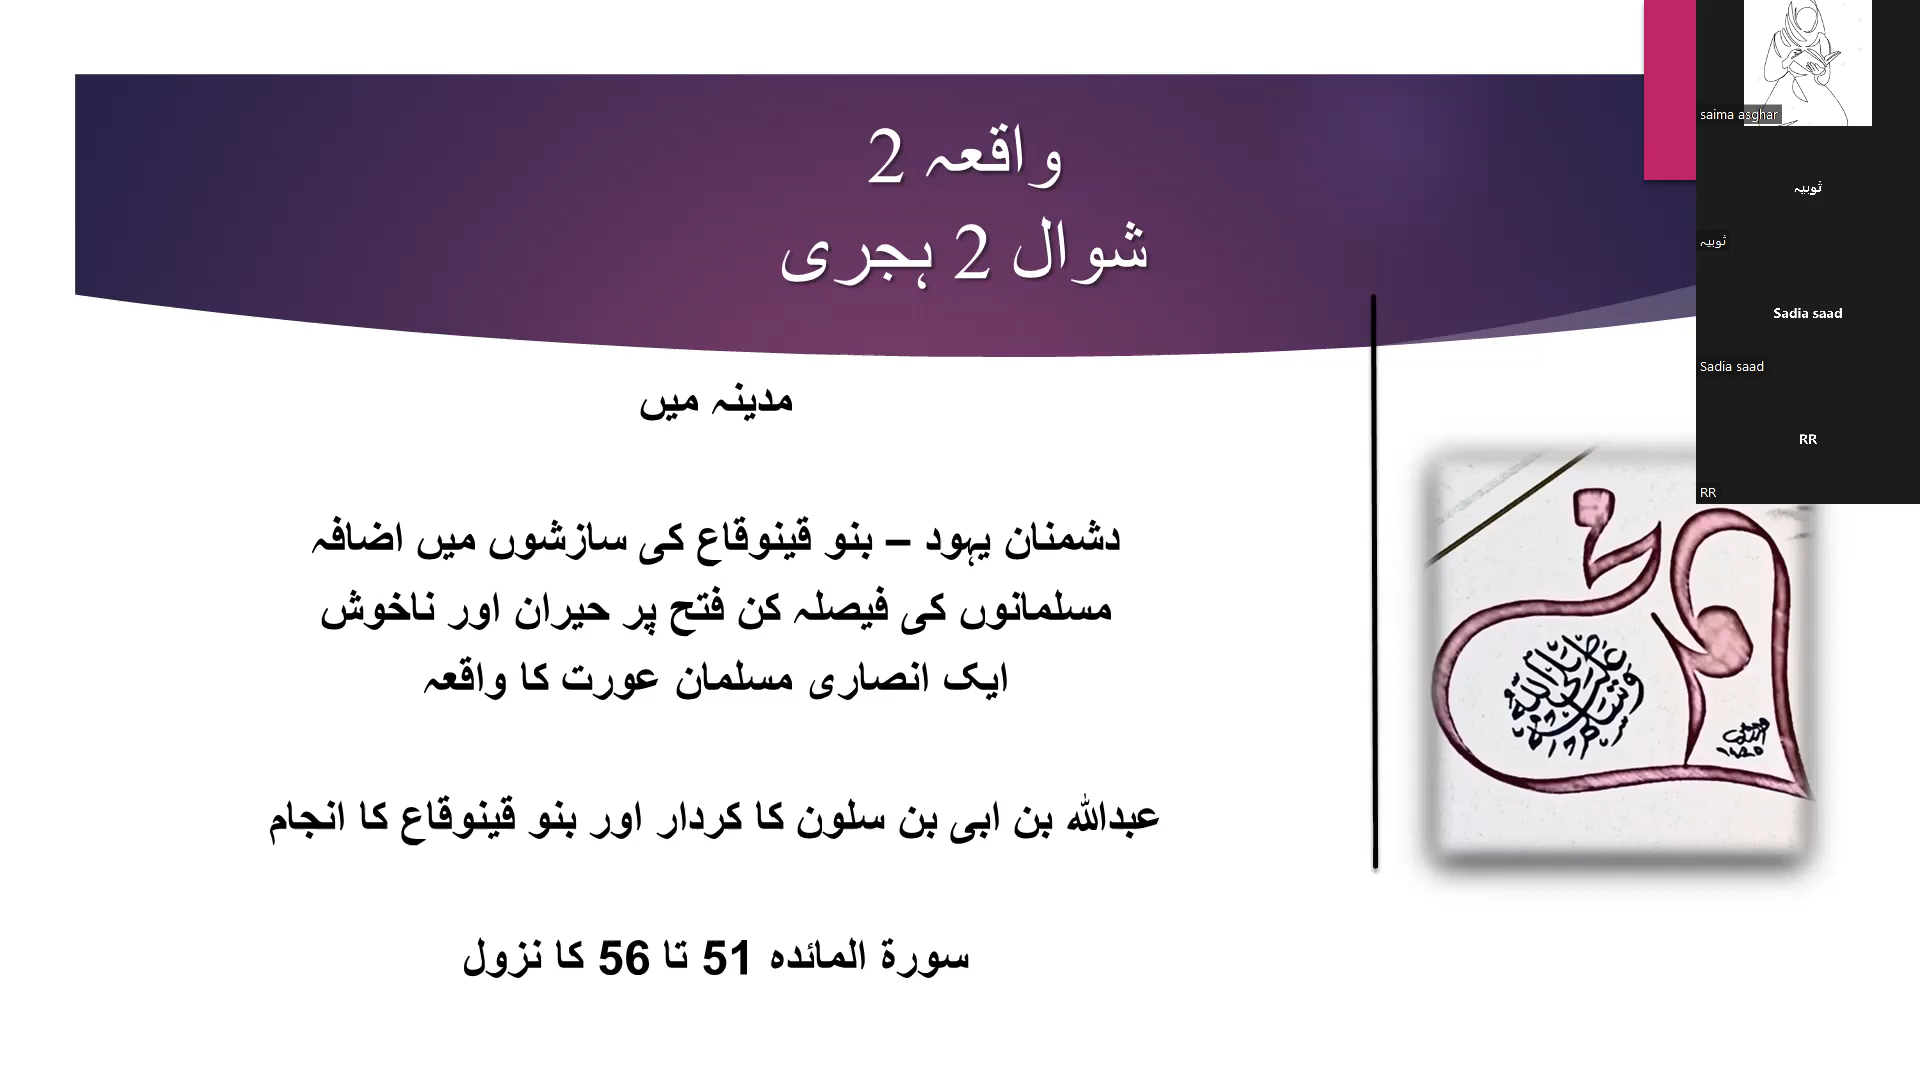 واقعہ 2
شوال 2 ہجری
مدینہ میں
دشمنان یہود – بنو قینوقاع کی سازشوں میں اضافہ
مسلمانوں کی فیصلہ کن فتح پر حیران اور ناخوش
ایک انصاری مسلمان عورت کا واقعہ
عبداللہ بن ابی بن سلون کا کردار اور بنو قینوقاع کا انجام
سورۃ المائدہ 51 تا 56 کا نزول
saima asghar
ثوبیہ
ثوبیہ
Sadia saad
Sadia saad
RR
RR